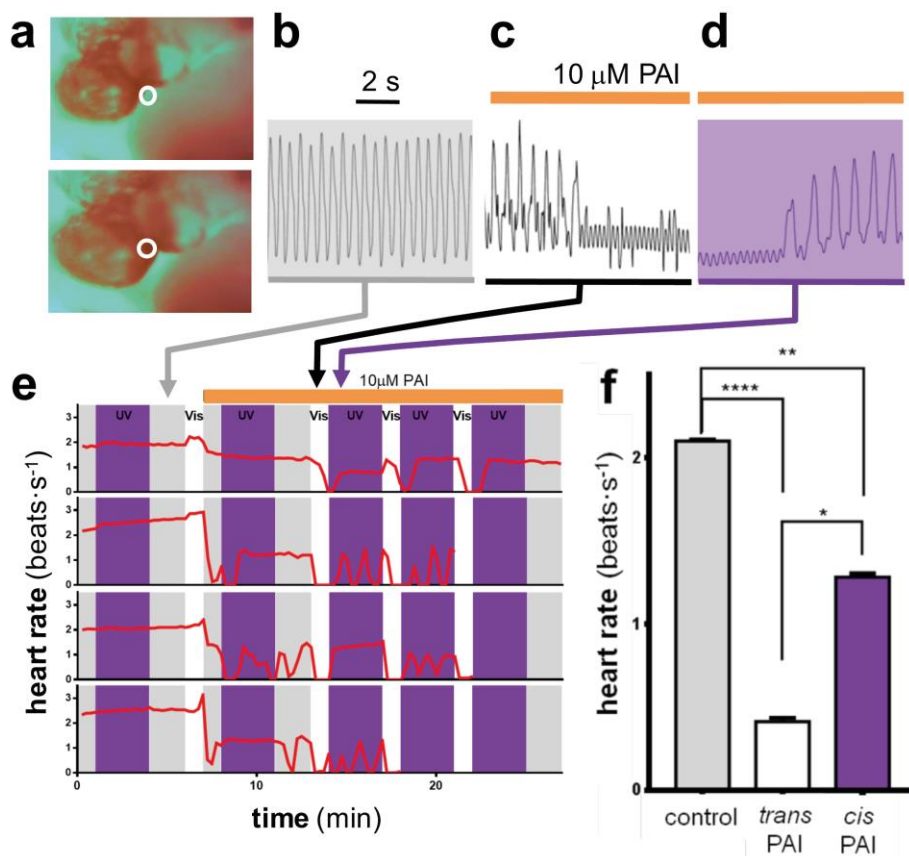 a
b
c
d
2 s
10 μM PAI
e
10μM PAI
UV
Vis
UV
Vis
UV
Vis
UV
Vis
UV
3
2
1
0
3
2
1
0
3
2
1
0
3
2
1
0
0
10
20
heart rate (beats·s⁻¹)
time (min)
f
**
****
*
2
1
0
heart rate (beats·s⁻¹)
control
trans
PAI
cis
PAI